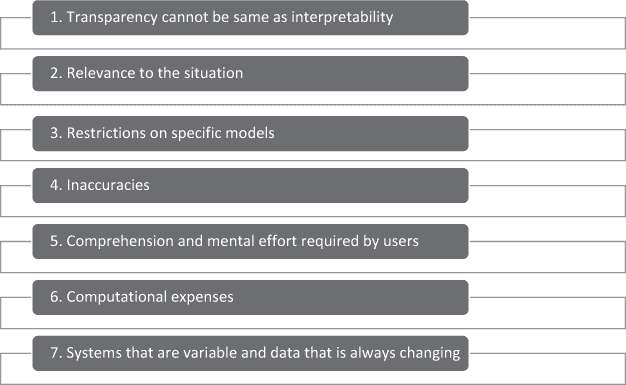 1. Transparency cannot be same as interpretability
2. Relevance to the situation
3. Restrictions on specific models
4. Inaccuracies
5. Comprehension and mental effort required by users
6. Computational expenses
7. Systems that are variable and data that is always changing